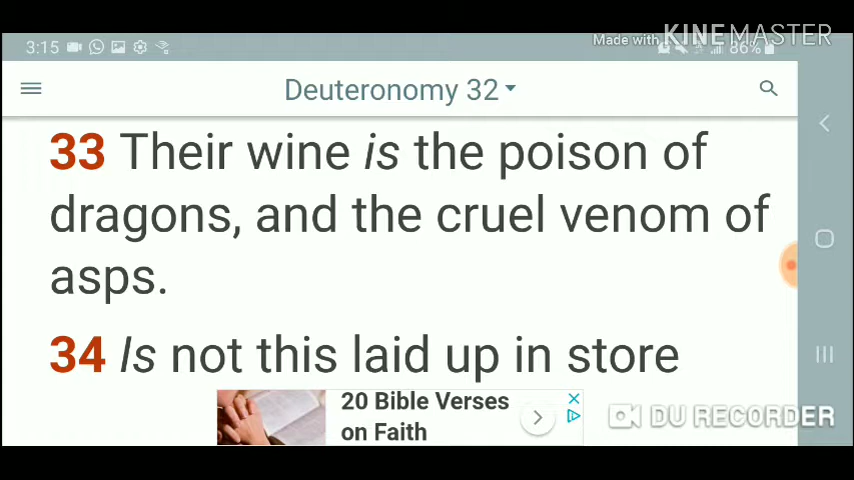 Made with KINEMASTER
3:15 86%
Deuteronomy 32
33 Their wine is the poison of
dragons, and the cruel venom of
asps.
34 Is not this laid up in store
20 Bible Verses
on Faith
DU RECORDER